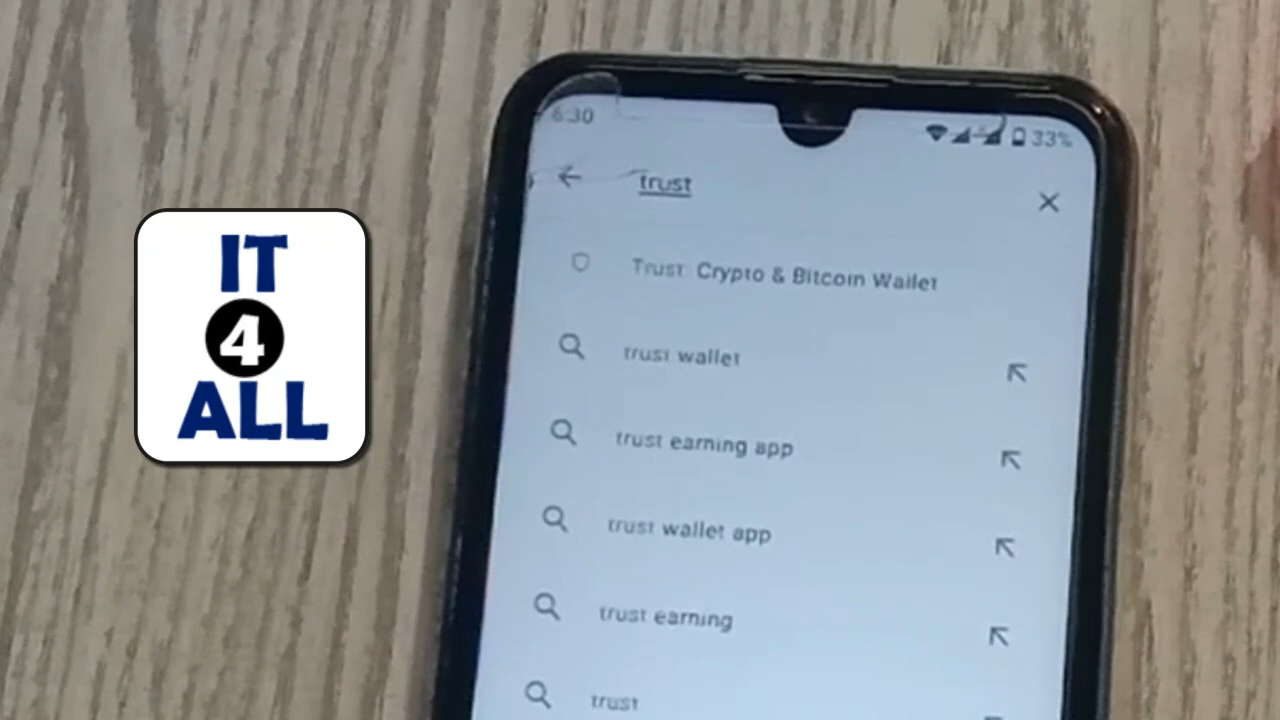 IT
4
ALL
6:30
33%
trust
Trust: Crypto & Bitcoin Wallet
trust wallet
trust earning app
trust wallet app
trust earning
trust